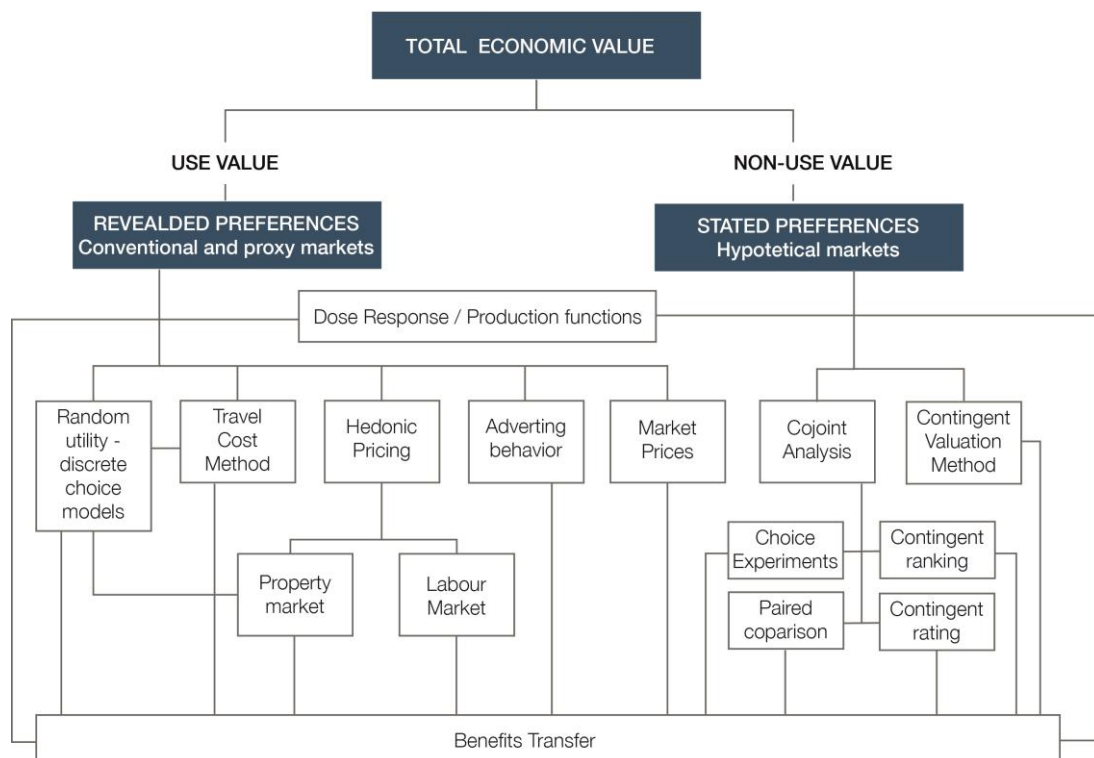 TOTAL ECONOMIC VALUE
USE VALUE
NON-USE VALUE
REVEALDED PREFERENCES
Conventional and proxy markets
STATED PREFERENCES
Hypotetical markets
Dose Response / Production functions
Random
utility -
discrete
choice
models
Travel
Cost
Method
Hedonic
Pricing
Adverting
behavior
Market
Prices
Cojoint
Analysis
Contingent
Valuation
Method
Property
market
Labour
Market
Choice
Experiments
Contingent
ranking
Paired
coparison
Contingent
rating
Benefits Transfer